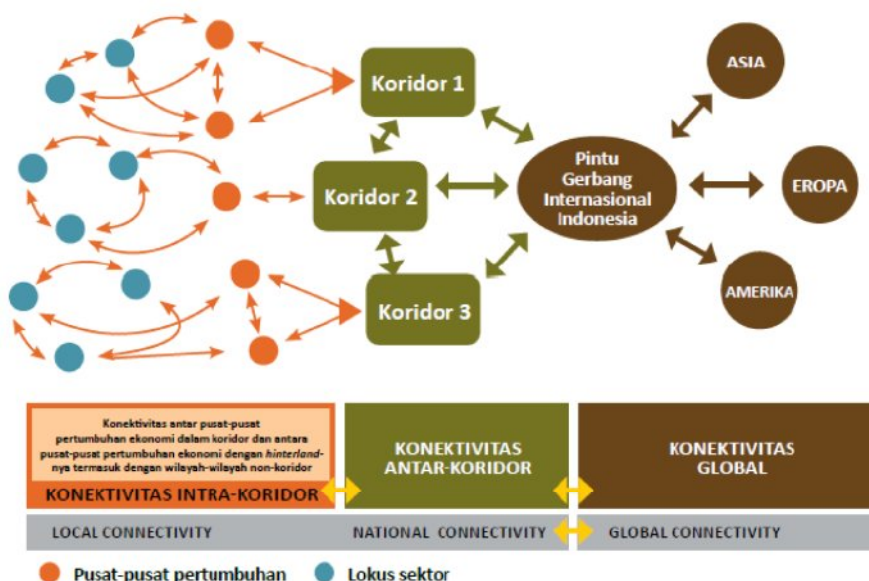 Koridor 1
Koridor 2
Koridor 3
Pintu
Gerbang
Internasional
Indonesia
ASIA
EROPA
AMERIKA
Konektivitas antar pusat-pusat
pertumbuhan ekonomi dalam koridor dan antara
pusat-pusat pertumbuhan ekonomi dengan hinterland-
nya termasuk dengan wilayah-wilayah non-koridor
KONEKTIVITAS INTRA-KORIDOR
KONEKTIVITAS
ANTAR-KORIDOR
KONEKTIVITAS
GLOBAL
LOCAL CONNECTIVITY
NATIONAL CONNECTIVITY
GLOBAL CONNECTIVITY
Pusat-pusat pertumbuhan
Lokus sektor